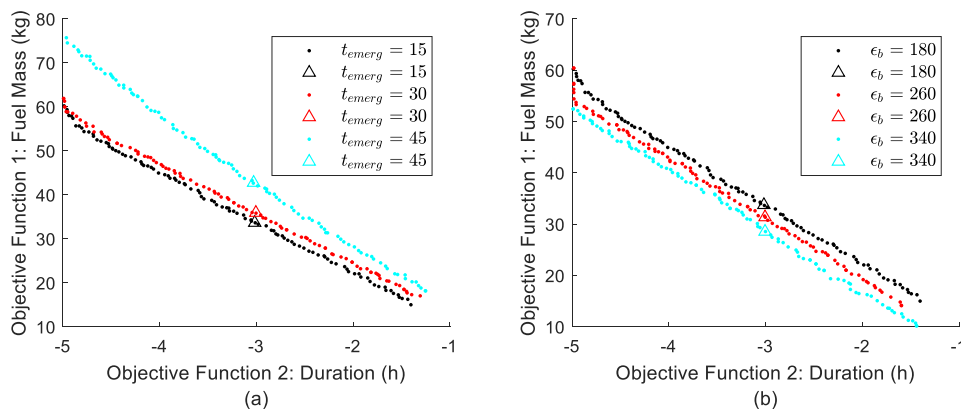 Objective Function 1: Fuel Mass (kg)
80
70
60
50
40
30
20
10
-5
-4
-3
-2
-1
Objective Function 2: Duration (h)
(a)
t_emerg = 15
t_emerg = 15
t_emerg = 30
t_emerg = 30
t_emerg = 45
t_emerg = 45
Objective Function 1: Fuel Mass (kg)
70
60
50
40
30
20
10
-5
-4
-3
-2
-1
Objective Function 2: Duration (h)
(b)
ϵ_b = 180
ϵ_b = 180
ϵ_b = 260
ϵ_b = 260
ϵ_b = 340
ϵ_b = 340